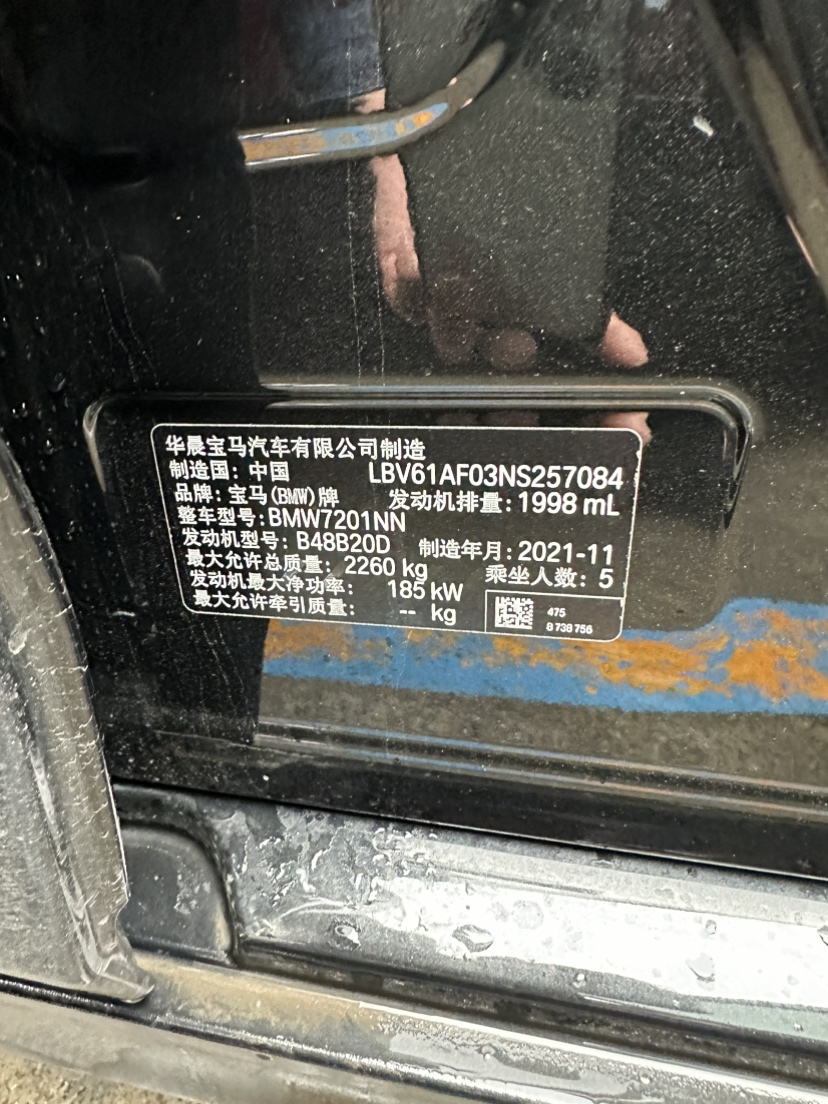 华晨宝马汽车有限公司制造
制造国: 中国 LBV61AF03NS257084
品牌: 宝马(BMW)牌 发动机排量: 1998 mL
整车型号: BMW7201NN
发动机型号: B48B20D 制造年月: 2021-11
最大允许总质量: 2260 kg 乘坐人数: 5
发动机最大净功率: 185 kW
最大允许牵引质量: -- kg
475
8 738 756